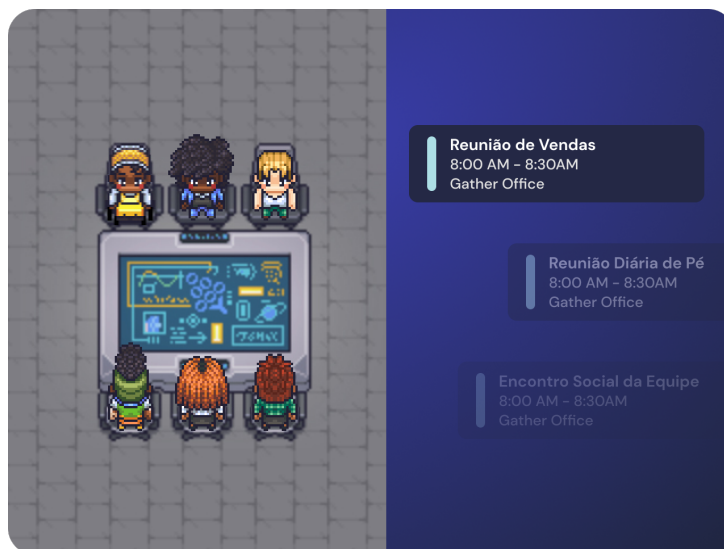 Reunião de Vendas
8:00 AM – 8:30AM
Gather Office
Reunião Diária de Pé
8:00 AM – 8:30AM
Gather Office
Encontro Social da Equipe
8:00 AM – 8:30AM
Gather Office